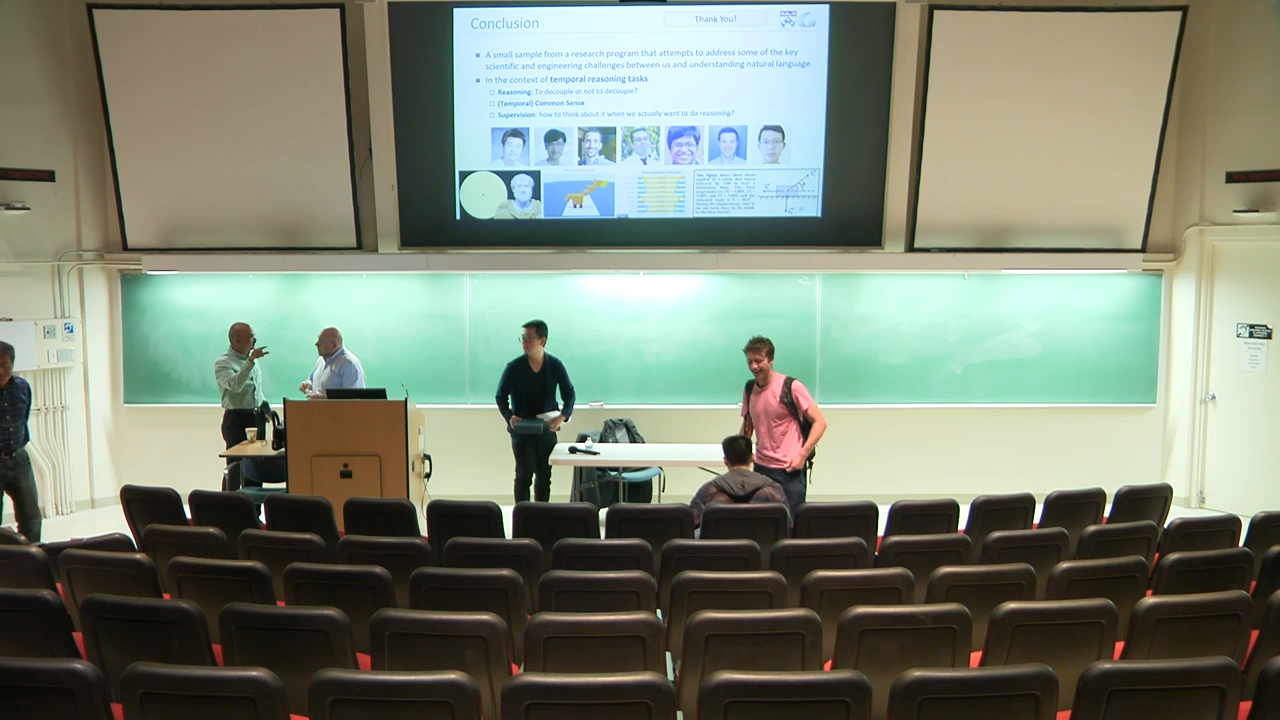 Conclusion
Thank You!
A small sample from a research program that attempts to address some of the key
scientific and engineering challenges between us and understanding natural language
In the context of temporal reasoning tasks
Reasoning: To decouple or not to decouple?
(Temporal) Common Sense
Supervision: how to think about it when we actually want to do reasoning?